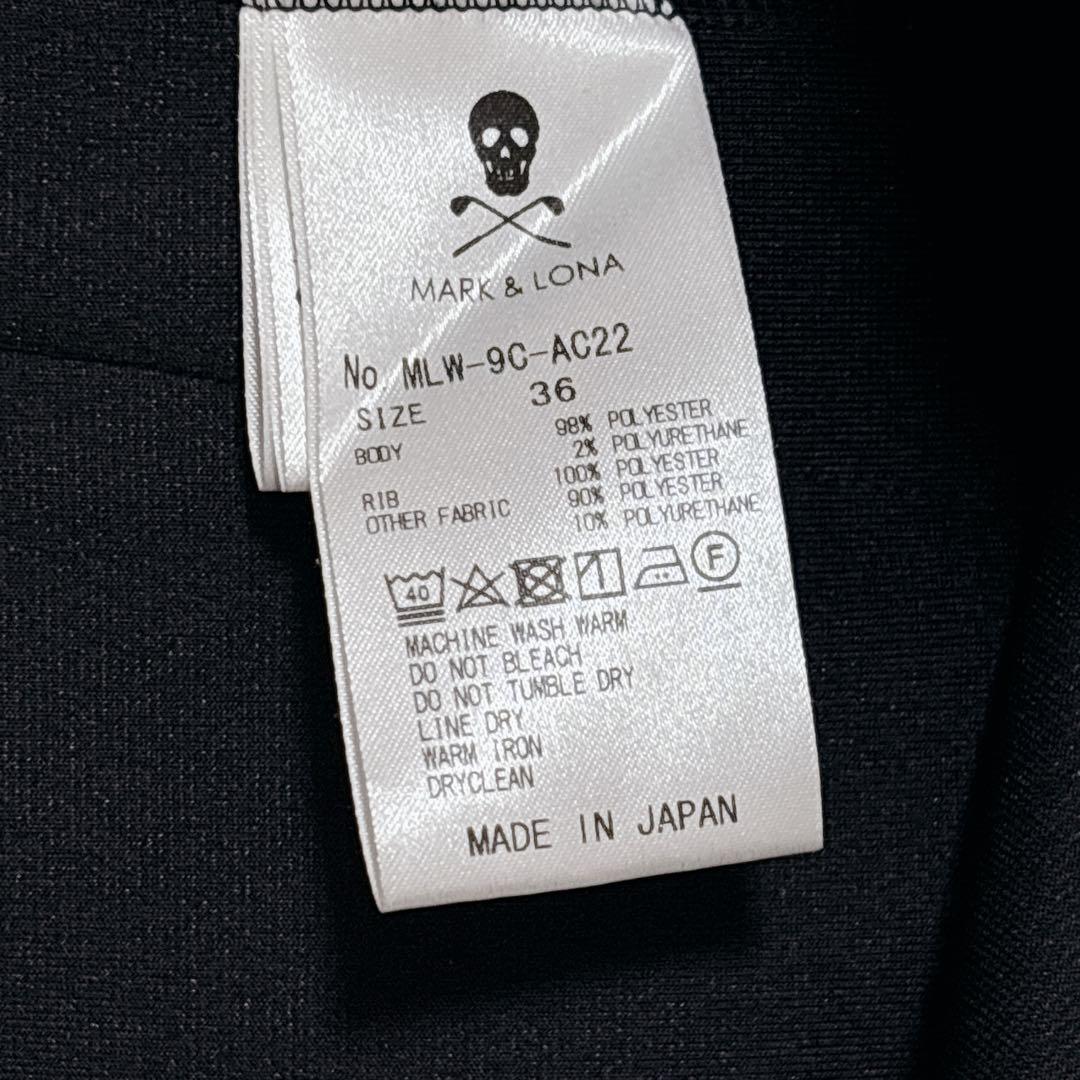 MARK & LONA
No MLW-9C-AC22
SIZE 36
BODY 98% POLYESTER
2% POLYURETHANE
RIB 100% POLYESTER
OTHER FABRIC 90% POLYESTER
10% POLYURETHANE
40 F
MACHINE WASH WARM
DO NOT BLEACH
DO NOT TUMBLE DRY
LINE DRY
WARM IRON
DRYCLEAN
MADE IN JAPAN